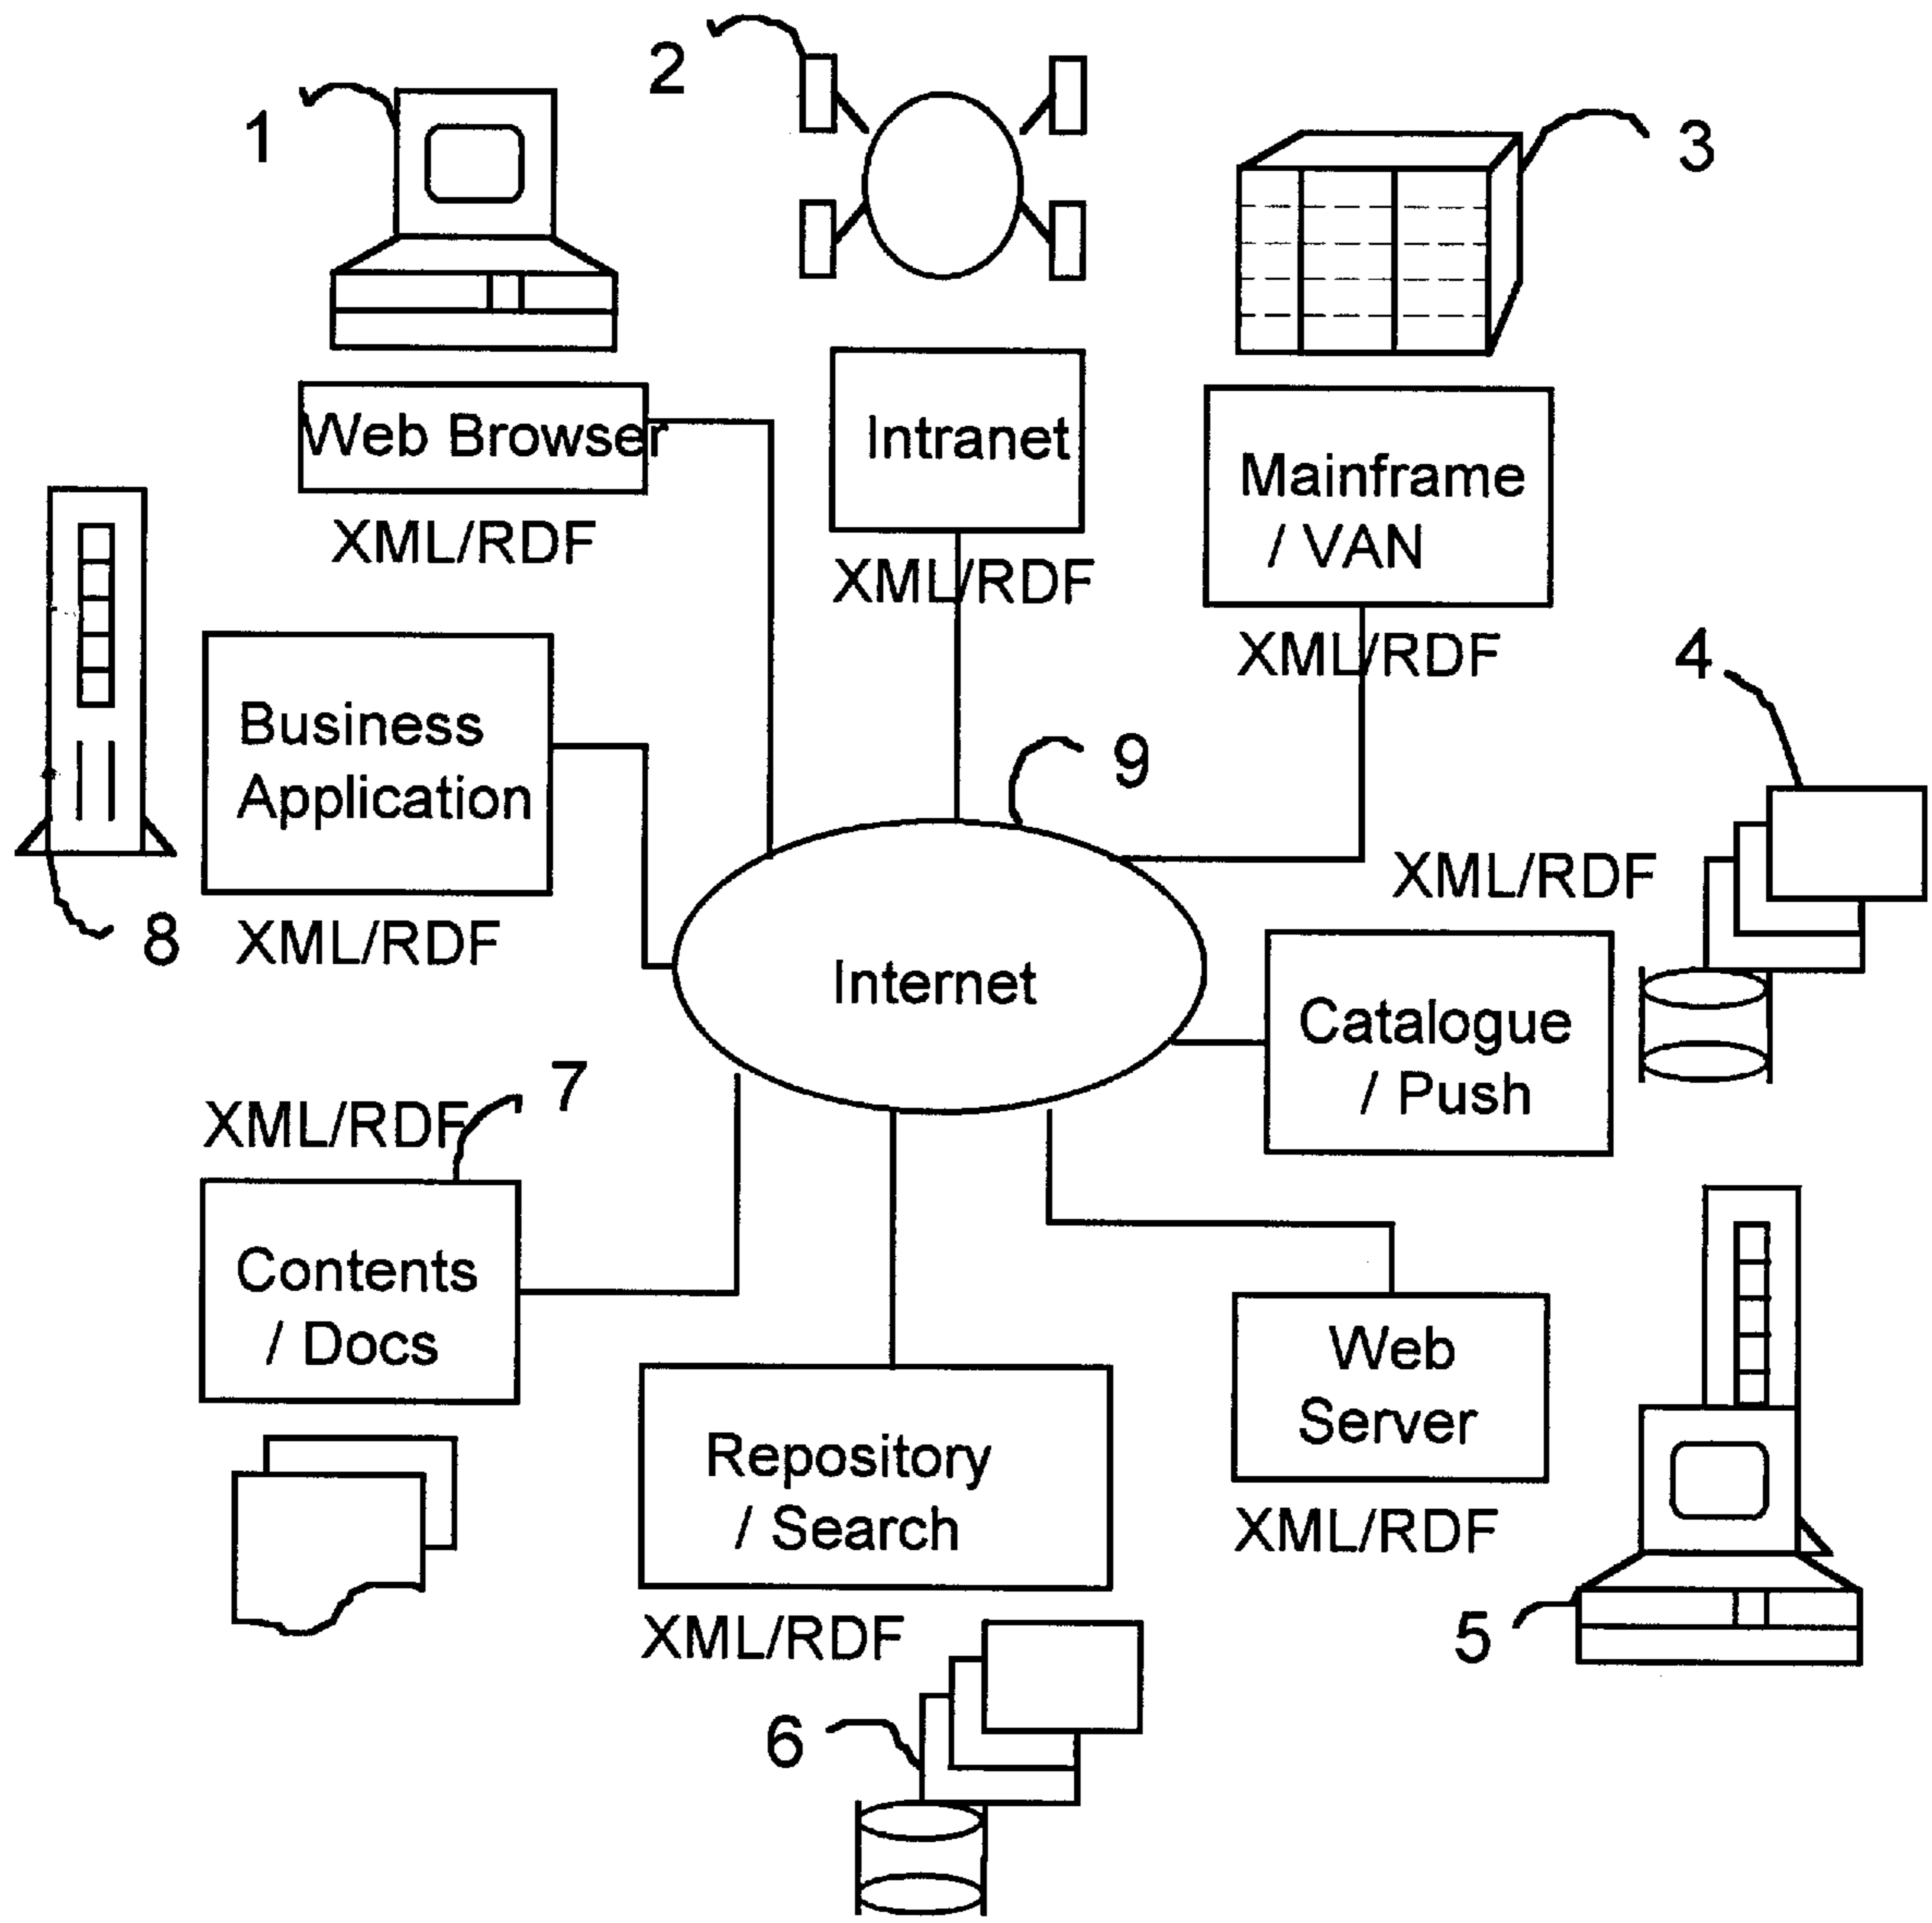 1
2
3
Web Browser
XML/RDF
Intranet
XML/RDF
Mainframe
/ VAN
XML/RDF
4
Business
Application
XML/RDF
8
9
Internet
XML/RDF
Catalogue
/ Push
XML/RDF
7
Contents
/ Docs
Repository
/ Search
XML/RDF
6
Web
Server
XML/RDF
5